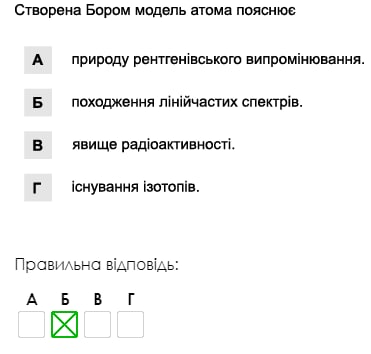 Створена Бором модель атома пояснює
А природу рентгенівського випромінювання.
Б походження лінійчастих спектрів.
В явище радіоактивності.
Г існування ізотопів.
Правильна відповідь:
А Б В Г